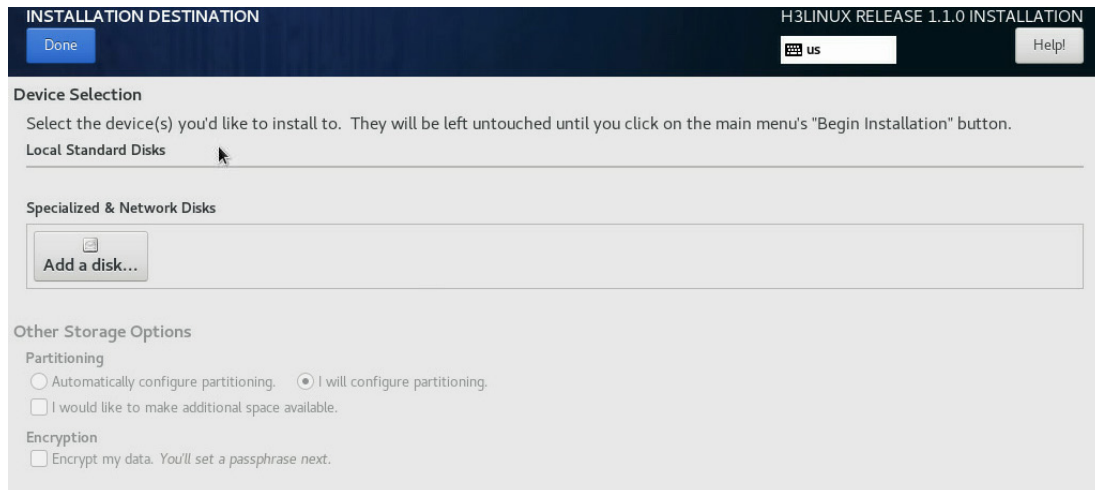 INSTALLATION DESTINATION
H3LINUX RELEASE 1.1.0 INSTALLATION
Done
us
Help!
Device Selection
Select the device(s) you'd like to install to. They will be left untouched until you click on the main menu's "Begin Installation" button.
Local Standard Disks
Specialized & Network Disks
Add a disk...
Other Storage Options
Partitioning
Automatically configure partitioning. I will configure partitioning.
I would like to make additional space available.
Encryption
Encrypt my data. You'll set a passphrase next.